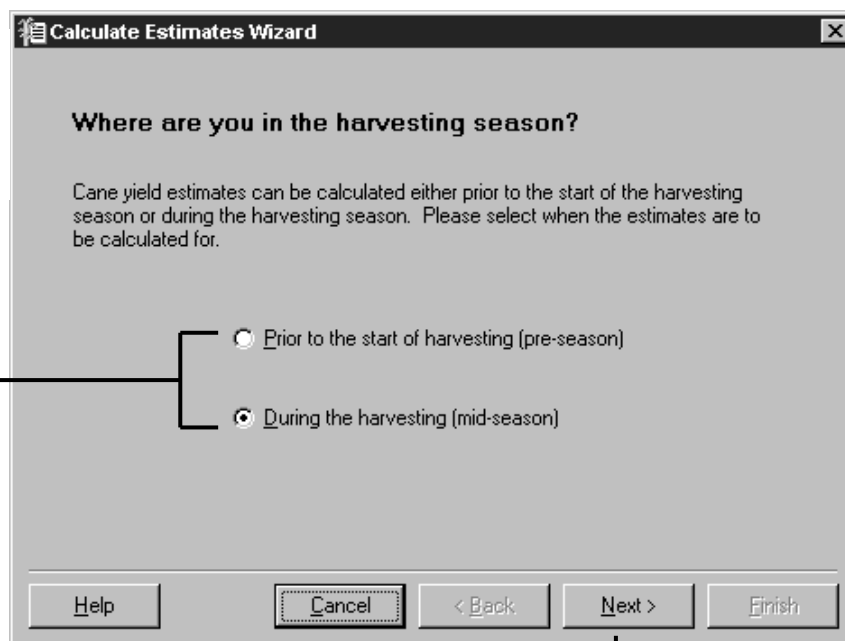 Calculate Estimates Wizard
Where are you in the harvesting season?
Cane yield estimates can be calculated either prior to the start of the harvesting
season or during the harvesting season. Please select when the estimates are to
be calculated for.
Prior to the start of harvesting (pre-season)
During the harvesting (mid-season)
Help Cancel < Back Next > Finish